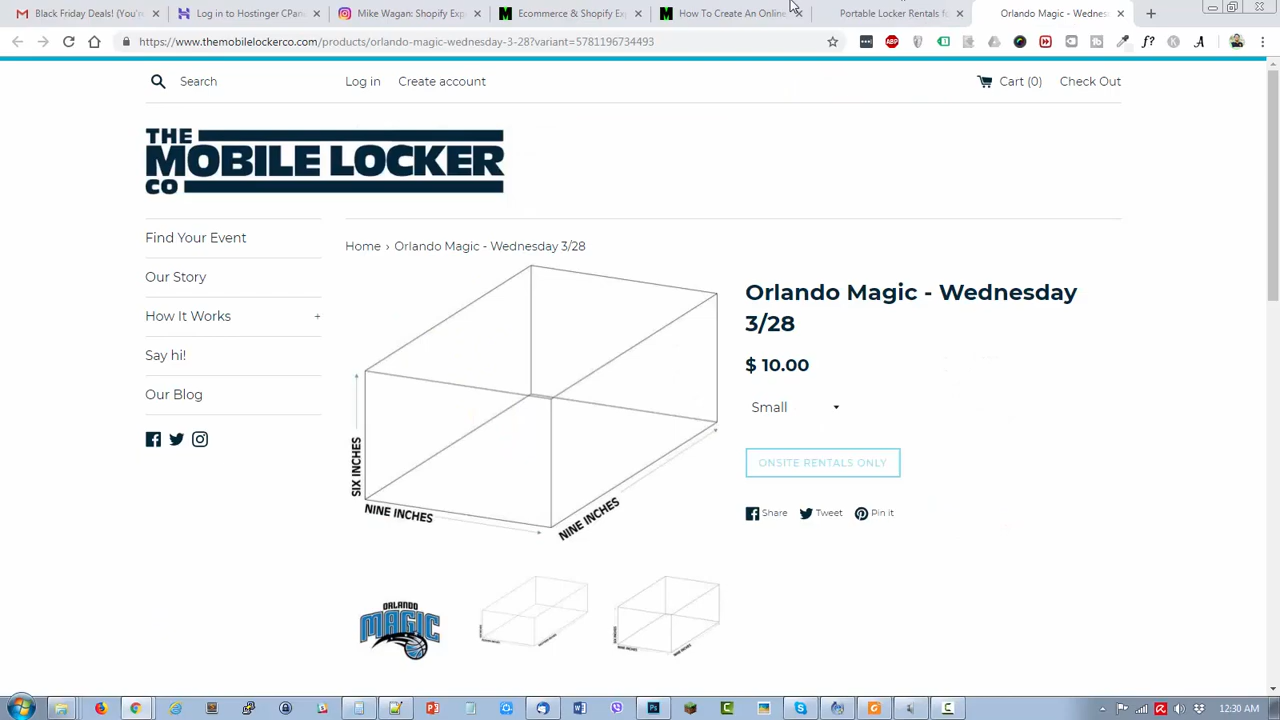 Black Friday Deals! (You'r
Log in to Hostinger CPan
Mike Wagan: Shopify Exp
Ecommerce & Shopify Ex
How To Create An Online
Portable Locker Rentals f
Orlando Magic - Wednes
https://www.themobilelockerco.com/products/orlando-magic-wednesday-3-28?variant=5781196734493
Search
Log in
Create account
Cart (0)
Check Out
THE
MOBILE LOCKER
CO
Find Your Event
Our Story
How It Works +
Say hi!
Our Blog
Home › Orlando Magic - Wednesday 3/28
SIX INCHES
NINE INCHES
NINE INCHES
Orlando Magic - Wednesday
3/28
$ 10.00
Small
ONSITE RENTALS ONLY
Share
Tweet
Pin it
ORLANDO
MAGIC
NINE INCHES
12:30 AM